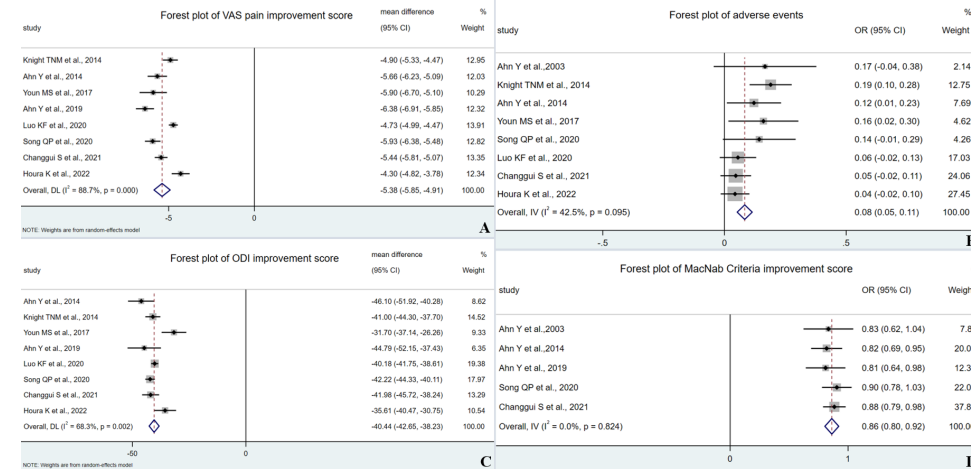 Forest plot of VAS pain improvement score
mean difference %
study (95% CI) Weight
Knight TNM et al., 2014 -4.90 (-5.33, -4.47) 12.95
Ahn Y et al., 2014 -5.66 (-6.23, -5.09) 12.03
Youn MS et al., 2017 -5.90 (-6.70, -5.10) 10.29
Ahn Y et al., 2019 -6.38 (-6.91, -5.85) 12.32
Luo KF et al., 2020 -4.73 (-4.99, -4.47) 13.91
Song QP et al., 2020 -5.93 (-6.38, -5.48) 12.82
Changgui S et al., 2021 -5.44 (-5.81, -5.07) 13.35
Houra K et al., 2022 -4.30 (-4.82, -3.78) 12.34
Overall, DL (I² = 88.7%, p = 0.000) -5.38 (-5.85, -4.91) 100.00
-5 0
NOTE: Weights are from random-effects model
A
Forest plot of adverse events
%
study OR (95% CI) Weight
Ahn Y et al.,2003 0.17 (-0.04, 0.38) 2.14
Knight TNM et al., 2014 0.19 (0.10, 0.28) 12.75
Ahn Y et al., 2014 0.12 (0.01, 0.23) 7.69
Youn MS et al., 2017 0.16 (0.02, 0.30) 4.62
Song QP et al., 2020 0.14 (-0.01, 0.29) 4.26
Luo KF et al., 2020 0.06 (-0.02, 0.13) 17.03
Changgui S et al., 2021 0.05 (-0.02, 0.11) 24.06
Houra K et al., 2022 0.04 (-0.02, 0.10) 27.45
Overall, IV (I² = 42.5%, p = 0.095) 0.08 (0.05, 0.11) 100.00
-.5 0 .5
Forest plot of ODI improvement score
mean difference %
study (95% CI) Weight
Ahn Y et al., 2014 -46.10 (-51.92, -40.28) 8.62
Knight TNM et al., 2014 -41.00 (-44.30, -37.70) 14.52
Youn MS et al., 2017 -31.70 (-37.14, -26.26) 9.33
Ahn Y et al., 2019 -44.79 (-52.15, -37.43) 6.35
Luo KF et al., 2020 -40.18 (-41.75, -38.61) 19.38
Song QP et al., 2020 -42.22 (-44.33, -40.11) 17.97
Changgui S et al., 2021 -41.98 (-45.72, -38.24) 13.29
Houra K et al., 2022 -35.61 (-40.47, -30.75) 10.54
Overall, DL (I² = 68.3%, p = 0.002) -40.44 (-42.65, -38.23) 100.00
-50 0
NOTE: Weights are from random-effects model
C
Forest plot of MacNab Criteria improvement score
study OR (95% CI)
Ahn Y et al.,2003 0.83 (0.62, 1.04) 7.8
Ahn Y et al.,2014 0.82 (0.69, 0.95) 20.0
Ahn Y et al., 2019 0.81 (0.64, 0.98) 12.3
Song QP et al., 2020 0.90 (0.78, 1.03) 22.0
Changgui S et al., 2021 0.88 (0.79, 0.98) 37.8
Overall, IV (I² = 0.0%, p = 0.824) 0.86 (0.80, 0.92) 100.0
0 1